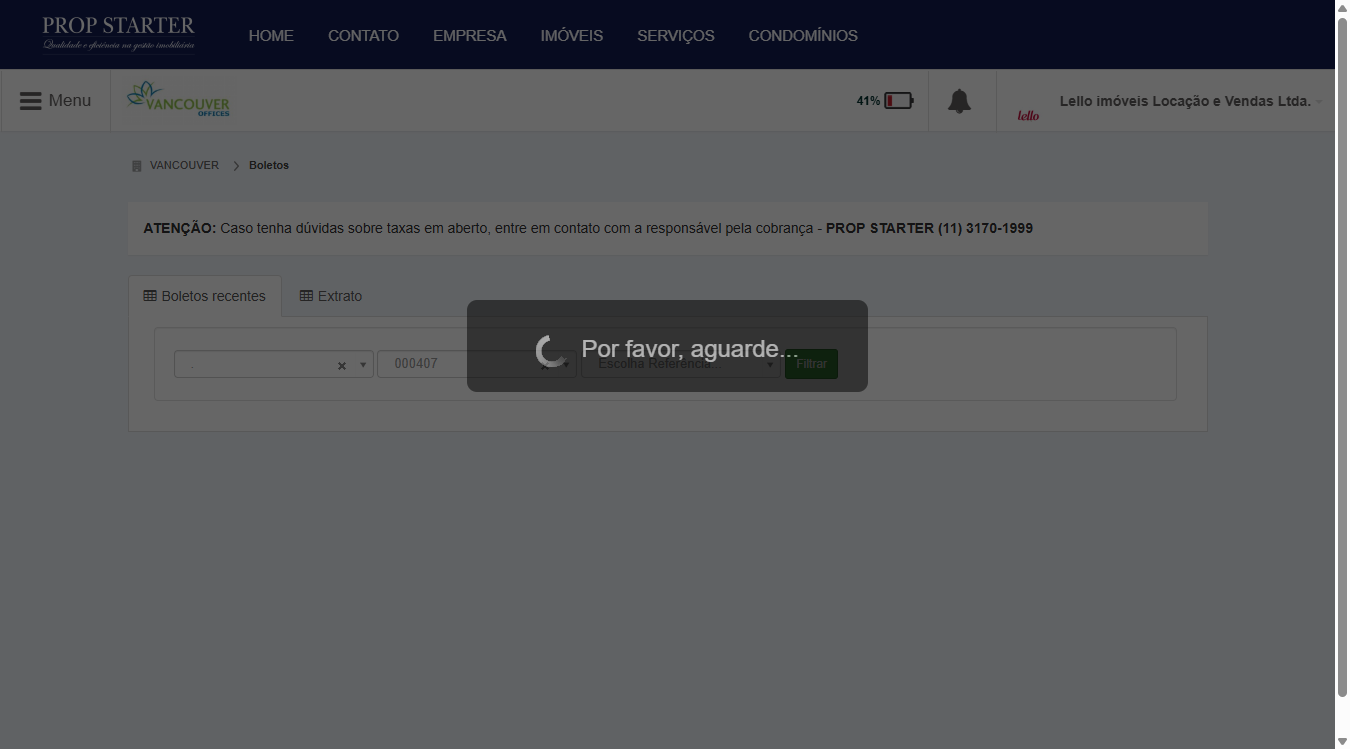 PROP STARTER
Qualidade e eficiência na gestão imobiliária
HOME CONTATO EMPRESA IMÓVEIS SERVIÇOS CONDOMÍNIOS
Menu
VANCOUVER
OFFICES
41%
lello
Lello imóveis Locação e Vendas Ltda.
VANCOUVER > Boletos
ATENÇÃO: Caso tenha dúvidas sobre taxas em aberto, entre em contato com a responsável pela cobrança - PROP STARTER (11) 3170-1999
Boletos recentes Extrato
Por favor, aguarde...
. × 000407 × Escolha Referência... Filtrar